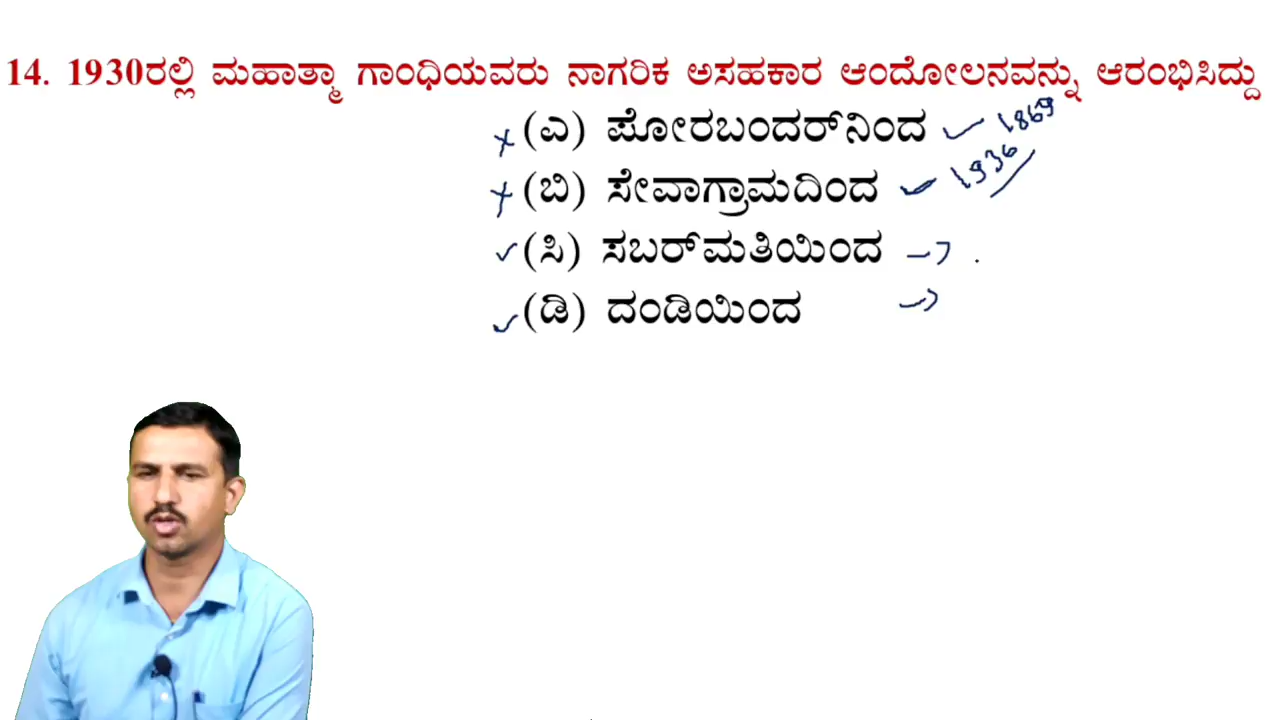 14. 1930ರಲ್ಲಿ ಮಹಾತ್ಮಾ ಗಾಂಧಿಯವರು ನಾಗರಿಕ ಅಸಹಕಾರ ಆಂದೋಲನವನ್ನು ಆರಂಭಿಸಿದ್ದು
(ಎ) ಪೋರಬಂದರ್‌ನಿಂದ 1869
(ಬಿ) ಸೇವಾಗ್ರಾಮದಿಂದ 1936
(ಸಿ) ಸಬರ್‌ಮತಿಯಿಂದ
(ಡಿ) ದಂಡಿಯಿಂದ